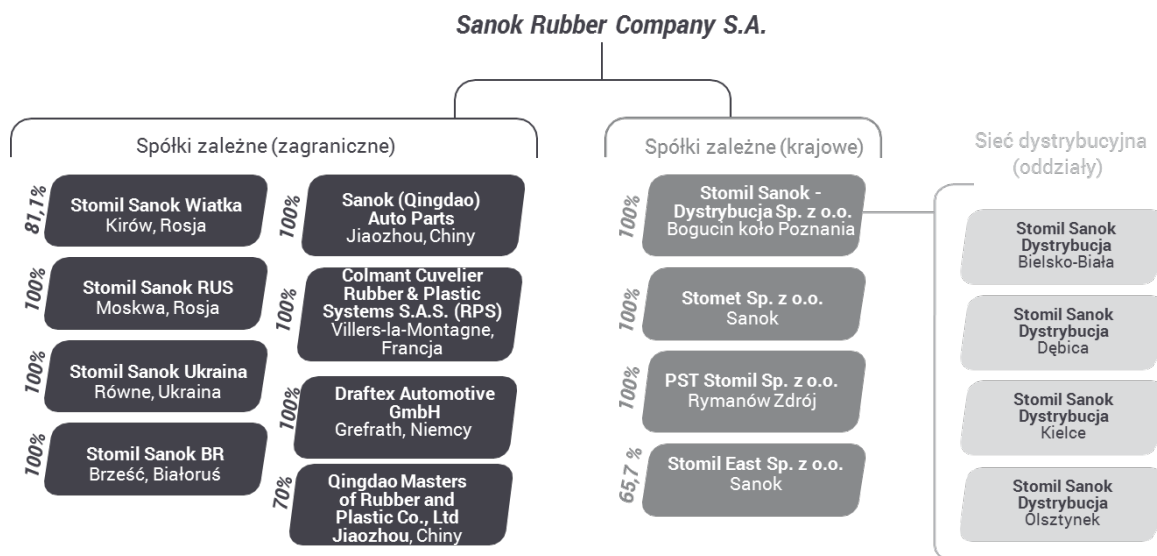 Sanok Rubber Company S.A.
Spółki zależne (zagraniczne)
81,1%
Stomil Sanok Wiatka
Kirów, Rosja
100%
Stomil Sanok RUS
Moskwa, Rosja
100%
Stomil Sanok Ukraina
Równe, Ukraina
100%
Stomil Sanok BR
Brześć, Białoruś
100%
Sanok (Qingdao)
Auto Parts
Jiaozhou, Chiny
100%
Colmant Cuvelier
Rubber & Plastic
Systems S.A.S. (RPS)
Villers-la-Montagne,
Francja
100%
Draftex Automotive
GmbH
Grefrath, Niemcy
70%
Qingdao Masters
of Rubber and
Plastic Co., Ltd
Jiaozhou, Chiny
Spółki zależne (krajowe)
100%
Stomil Sanok -
Dystrybucja Sp. z o.o.
Bogucin koło Poznania
100%
Stomet Sp. z o.o.
Sanok
100%
PST Stomil Sp. z o.o.
Rymanów Zdrój
65,7 %
Stomil East Sp. z o.o.
Sanok
Sieć dystrybucyjna
(oddziały)
Stomil Sanok
Dystrybucja
Bielsko-Biała
Stomil Sanok
Dystrybucja
Dębica
Stomil Sanok
Dystrybucja
Kielce
Stomil Sanok
Dystrybucja
Olsztynek